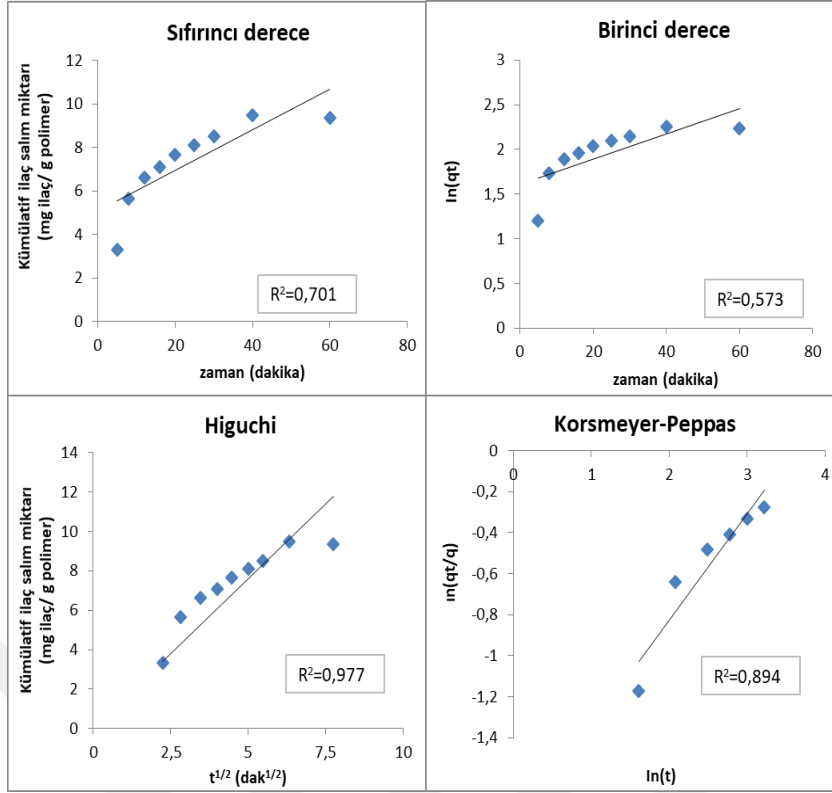 Sıfırıncı derece
Kümülatif ilaç salım miktarı
(mg ilaç/ g polimer)
12
10
8
6
4
2
0
0
20
40
60
80
R²=0,701
zaman (dakika)
Birinci derece
ln(qt)
3
2,5
2
1,5
1
0,5
0
0
20
40
60
80
R²=0,573
zaman (dakika)
Higuchi
Kümülatif ilaç salım miktarı
(mg ilaç/ g polimer)
14
12
10
8
6
4
2
0
0
2,5
5
7,5
10
R²=0,977
t^1/2 (dak^1/2)
Korsmeyer-Peppas
ın(qt/q)
0
-0,2
-0,4
-0,6
-0,8
-1
-1,2
-1,4
0
1
2
3
4
R²=0,894
ln(t)